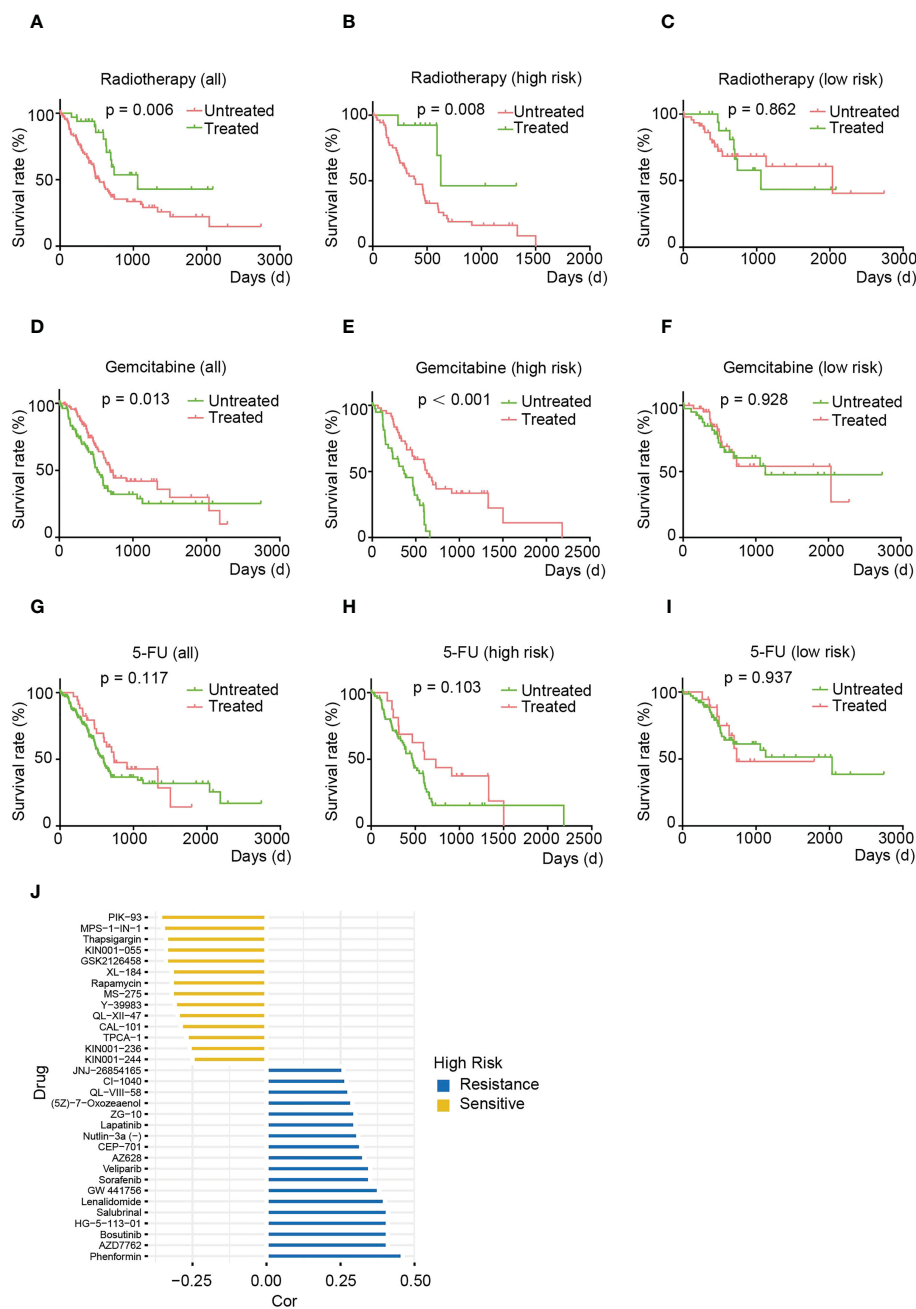 A
B
C
Radiotherapy (all)
p = 0.006
Untreated
Treated
Survival rate (%)
100
50
0
0 1000 2000 3000
Days (d)
Radiotherapy (high risk)
p = 0.008
Untreated
Treated
Survival rate (%)
100
50
0
0 500 1000 1500 2000
Days (d)
Radiotherapy (low risk)
p = 0.862
Untreated
Treated
Survival rate (%)
100
50
0
0 1000 2000 3000
Days (d)
D
E
F
Gemcitabine (all)
p = 0.013
Untreated
Treated
Survival rate (%)
100
50
0
0 1000 2000 3000
Days (d)
Gemcitabine (high risk)
p < 0.001
Untreated
Treated
Survival rate (%)
100
50
0
0 500 1000 1500 2000 2500
Days (d)
Gemcitabine (low risk)
p = 0.928
Untreated
Treated
Survival rate (%)
100
50
0
0 1000 2000 3000
Days (d)
G
H
I
5-FU (all)
p = 0.117
Untreated
Treated
Survival rate (%)
100
50
0
0 1000 2000 3000
Days (d)
5-FU (high risk)
p = 0.103
Untreated
Treated
Survival rate (%)
100
50
0
0 500 1000 1500 2000 2500
Days (d)
5-FU (low risk)
p = 0.937
Untreated
Treated
Survival rate (%)
100
50
0
0 1000 2000 3000
Days (d)
J
Drug
PIK−93
MPS−1−IN−1
Thapsigargin
KIN001−055
GSK2126458
XL−184
Rapamycin
MS−275
Y−39983
QL−XII−47
CAL−101
TPCA−1
KIN001−236
KIN001−244
JNJ−26854165
CI−1040
QL−VIII−58
(5Z)−7−Oxozeaenol
ZG−10
Lapatinib
Nutlin−3a (−)
CEP−701
AZ628
Veliparib
Sorafenib
GW 441756
Lenalidomide
Salubrinal
HG−5−113−01
Bosutinib
AZD7762
Phenformin
−0.25 0.00 0.25 0.50
Cor
High Risk
Resistance
Sensitive